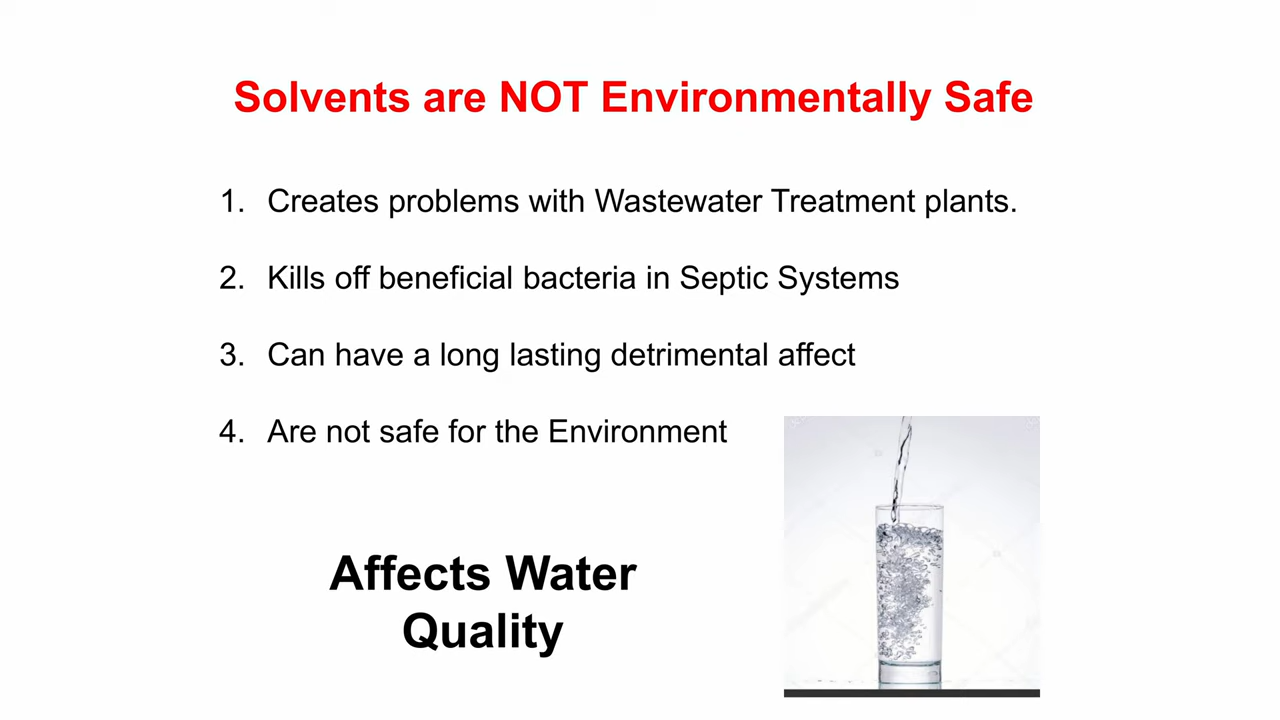 Solvents are NOT Environmentally Safe
1. Creates problems with Wastewater Treatment plants.
2. Kills off beneficial bacteria in Septic Systems
3. Can have a long lasting detrimental affect
4. Are not safe for the Environment
Affects Water
Quality